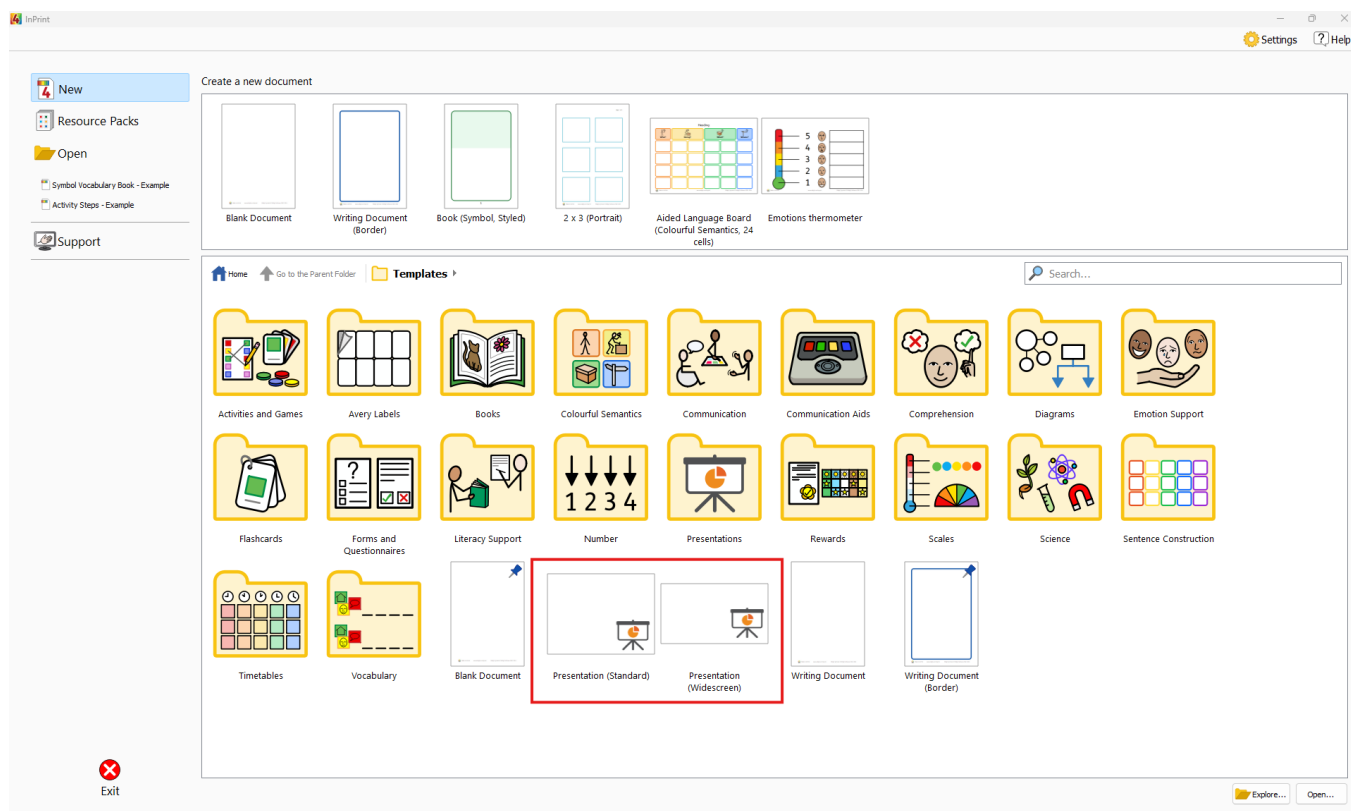 InPrint
Settings
Help
New
Resource Packs
Open
Symbol Vocabulary Book - Example
Activity Steps - Example
Support
Exit
Create a new document
Blank Document
Writing Document
(Border)
Book (Symbol, Styled)
2 x 3 (Portrait)
Aided Language Board
(Colourful Semantics, 24
cells)
5
4
3
2
1
Emotions thermometer
Home
Go to the Parent Folder
Templates
Search...
Activities and Games
Avery Labels
Books
Colourful Semantics
Communication
Communication Aids
Comprehension
Diagrams
Emotion Support
1 2 3 4
?
Flashcards
Forms and
Questionnaires
Literacy Support
Number
Presentations
Rewards
Scales
Science
Sentence Construction
Timetables
Vocabulary
Blank Document
Presentation (Standard)
Presentation
(Widescreen)
Writing Document
Writing Document
(Border)
Explore...
Open...